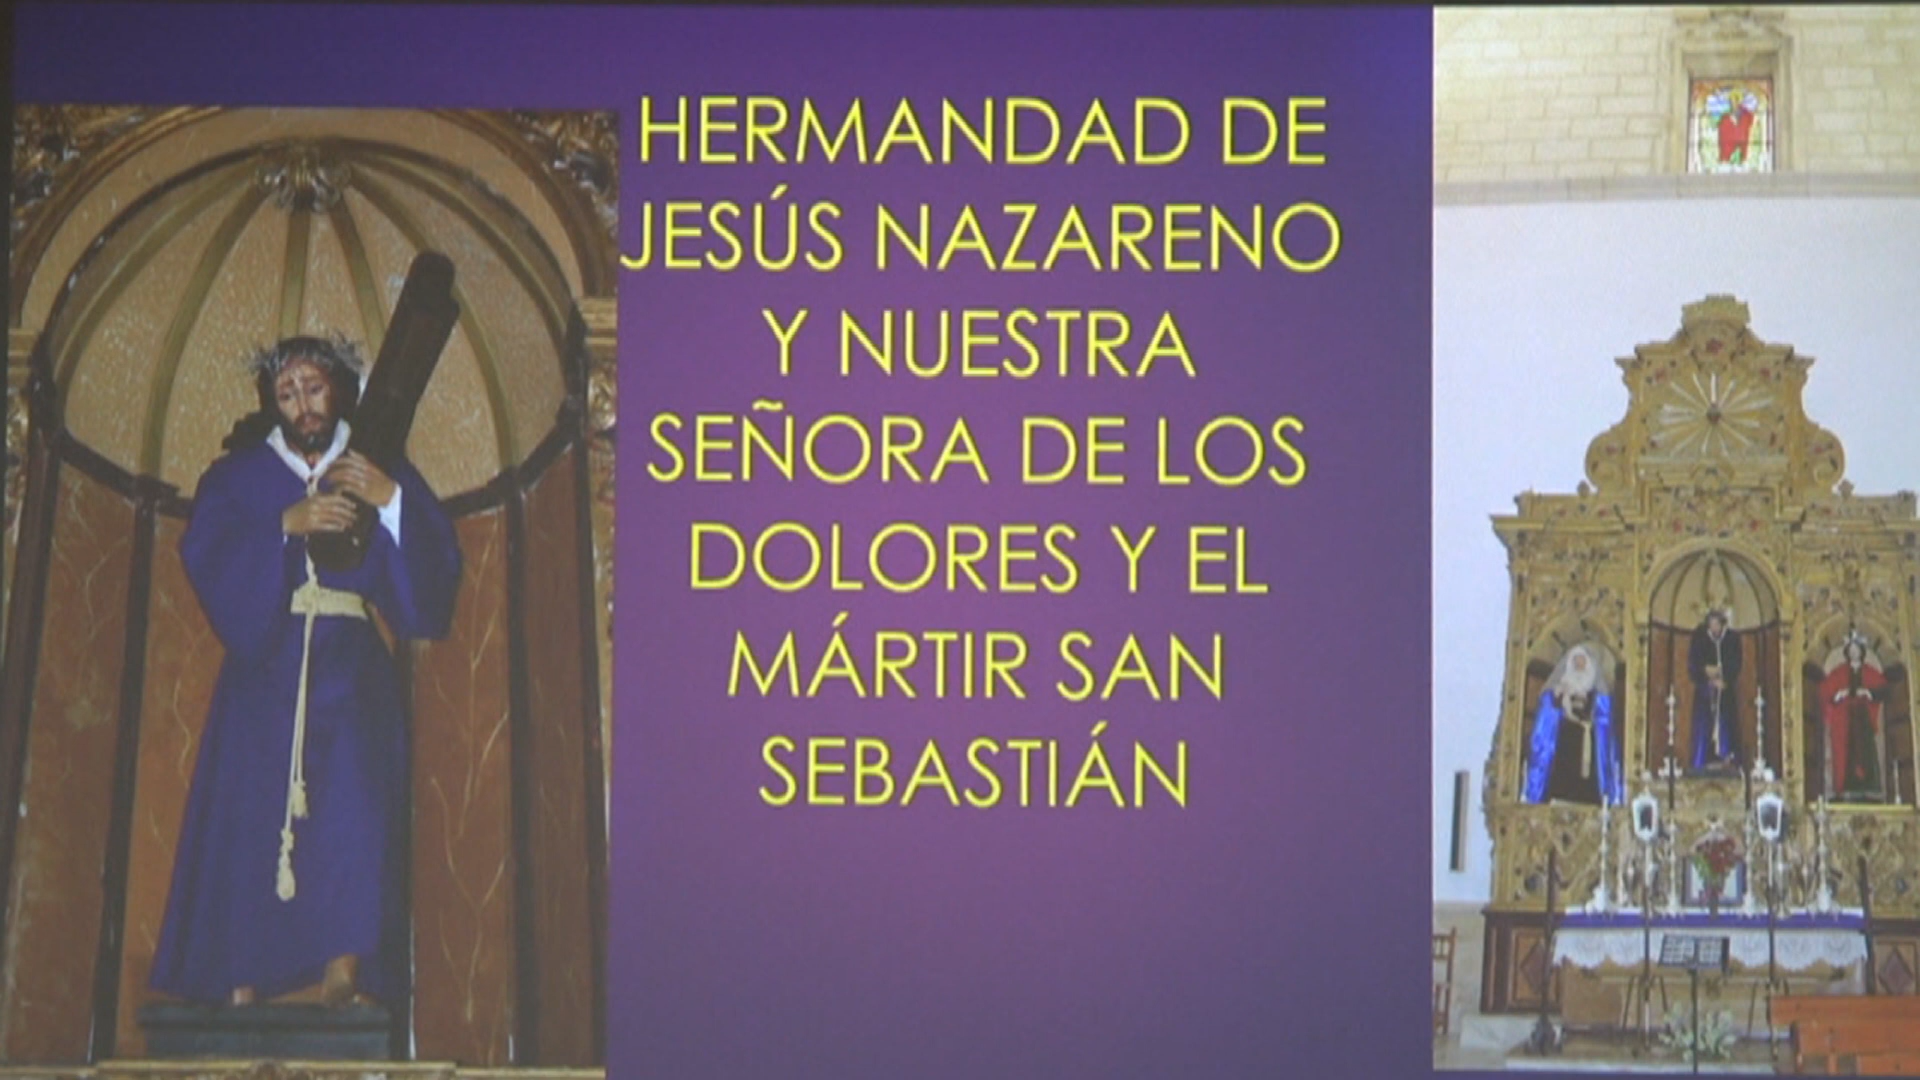 HERMANDAD DE
JESÚS NAZARENO
Y NUESTRA
SEÑORA DE LOS
DOLORES Y EL
MÁRTIR SAN
SEBASTIÁN